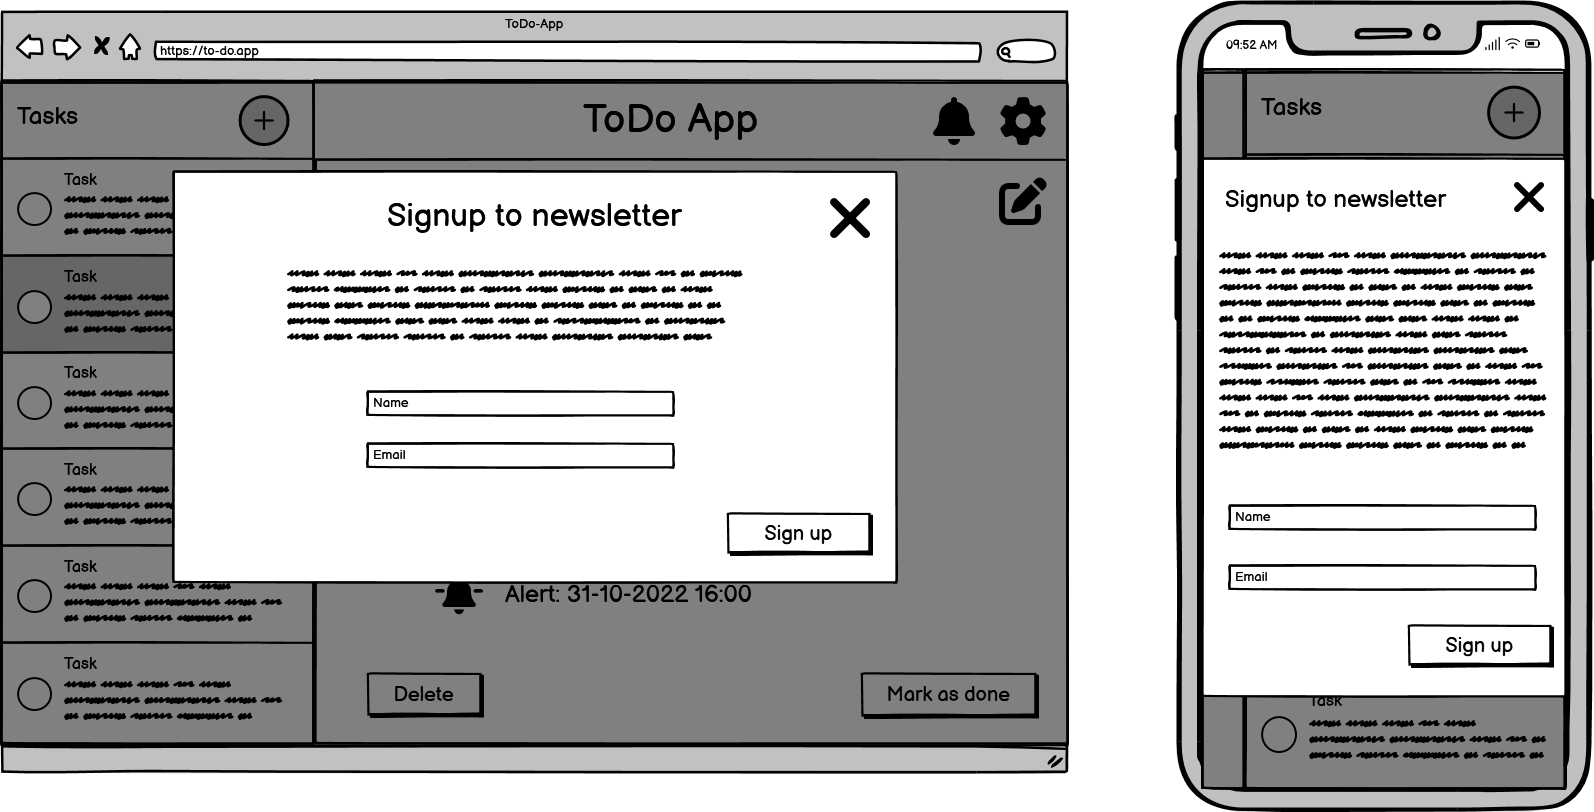 ToDo-App
https://to-do.app
Tasks
ToDo App
Task
Task
Task
Task
Task
Task
Signup to newsletter
Name
Email
Sign up
Alert: 31-10-2022 16:00
Delete
Mark as done
09:52 AM
Tasks
Signup to newsletter
Name
Email
Sign up
Task